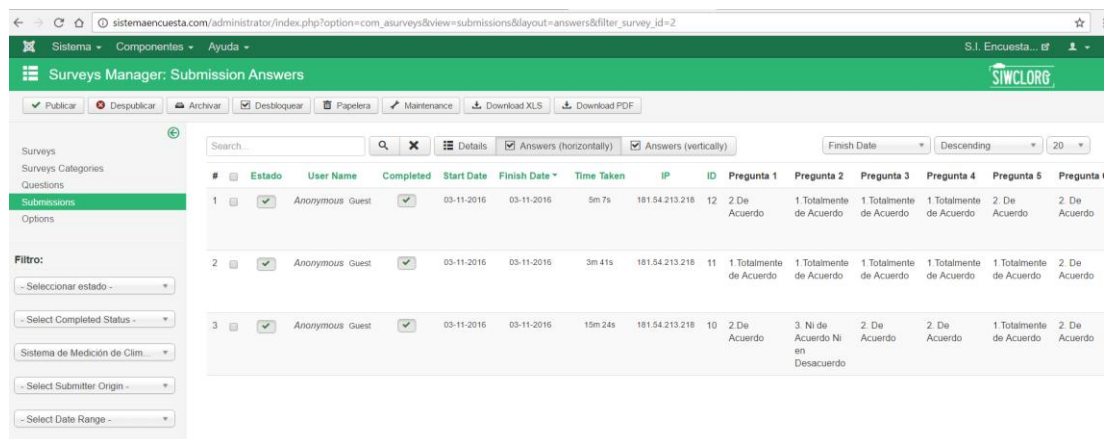 sistemaencuesta.com/administrator/index.php?option=com_asurveys&view=submissions&layout=answers&filter_survey_id=2
Sistema Componentes Ayuda S.I. Encuesta...
Surveys Manager: Submission Answers SIWCLORG
Publicar Despublicar Archivar Desbloquear Papelera Maintenance Download XLS Download PDF
Surveys
Surveys Categories
Questions
Submissions
Options
Filtro:
- Seleccionar estado -
- Select Completed Status -
Sistema de Medición de Clim...
- Select Submitter Origin -
- Select Date Range -
Search... Details Answers (horizontally) Answers (vertically) Finish Date Descending 20
# Estado User Name Completed Start Date Finish Date Time Taken IP ID Pregunta 1 Pregunta 2 Pregunta 3 Pregunta 4 Pregunta 5 Pregunta
1 Anonymous Guest 03-11-2016 03-11-2016 5m 7s 181.54.213.218 12 2.De 1.Totalmente 1.Totalmente 1.Totalmente 2. De 2. De
Acuerdo de Acuerdo de Acuerdo de Acuerdo Acuerdo Acuerdo
2 Anonymous Guest 03-11-2016 03-11-2016 3m 41s 181.54.213.218 11 1.Totalmente 1.Totalmente 1.Totalmente 1.Totalmente 1.Totalmente 2. De
de Acuerdo de Acuerdo de Acuerdo de Acuerdo de Acuerdo Acuerdo
3 Anonymous Guest 03-11-2016 03-11-2016 15m 24s 181.54.213.218 10 2.De 3. Ni de 2. De 2. De 1.Totalmente 2. De
Acuerdo Acuerdo Ni Acuerdo Acuerdo de Acuerdo Acuerdo
en
Desacuerdo